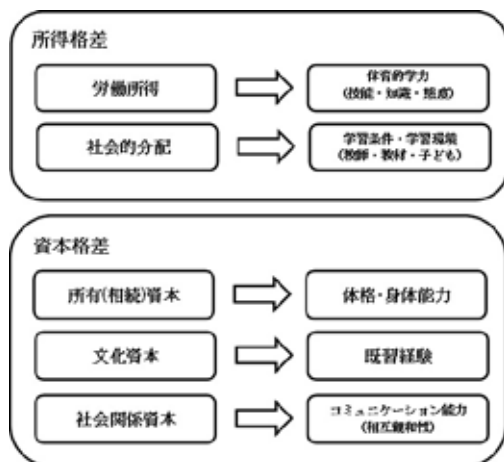 所得格差
労働所得
体育的学力
(技能・知識・態度)
社会的分配
学習条件・学習環境
(教師・教材・子ども)
資本格差
所有(相続)資本
体格・身体能力
文化資本
既習経験
社会関係資本
コミュニケーション能力
(相互親和性)